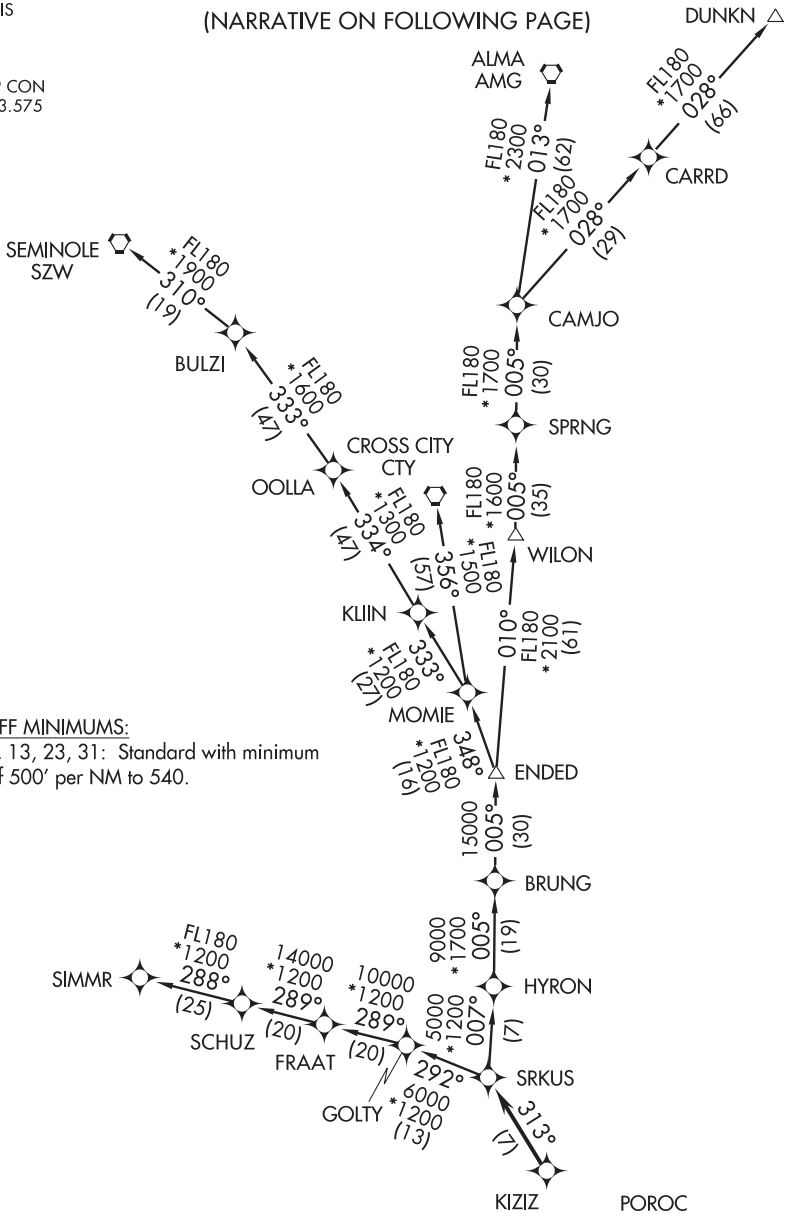 IS
(NARRATIVE ON FOLLOWING PAGE)
DUNKN
CON
3.575
ALMA
AMG
FL180
*1700
028°
(66)
CARRD
FL180
*2300
013°
(62)
FL180
*1700
028°
(29)
SEMINOLE
SZW
FL180
*1900
310°
(19)
BULZI
CAMJO
FL180
*1700
005°
(30)
FL180
*1600
333°
(47)
SPRNG
CROSS CITY
CTY
OOLLA
FL180
*1600
005°
(35)
WILON
FL180
*1300
334°
(47)
FL180
*1500
356°
(57)
KLIIN
010°
FL180
*2100
(61)
333°
FL180
*1200
(27)
MOMIE
FF MINIMUMS:
13, 23, 31: Standard with minimum
f 500' per NM to 540.
348°
FL180
*1200
(16)
ENDED
15000
005°
(30)
BRUNG
9000
*1700
005°
(19)
HYRON
SIMMR
FL180
*1200
288°
(25)
SCHUZ
14000
*1200
289°
(20)
FRAAT
10000
*1200
289°
(20)
GOLTY
5000
*1200
007°
(7)
SRKUS
292°
6000
*1200
(13)
313°
(7)
KIZIZ
POROC